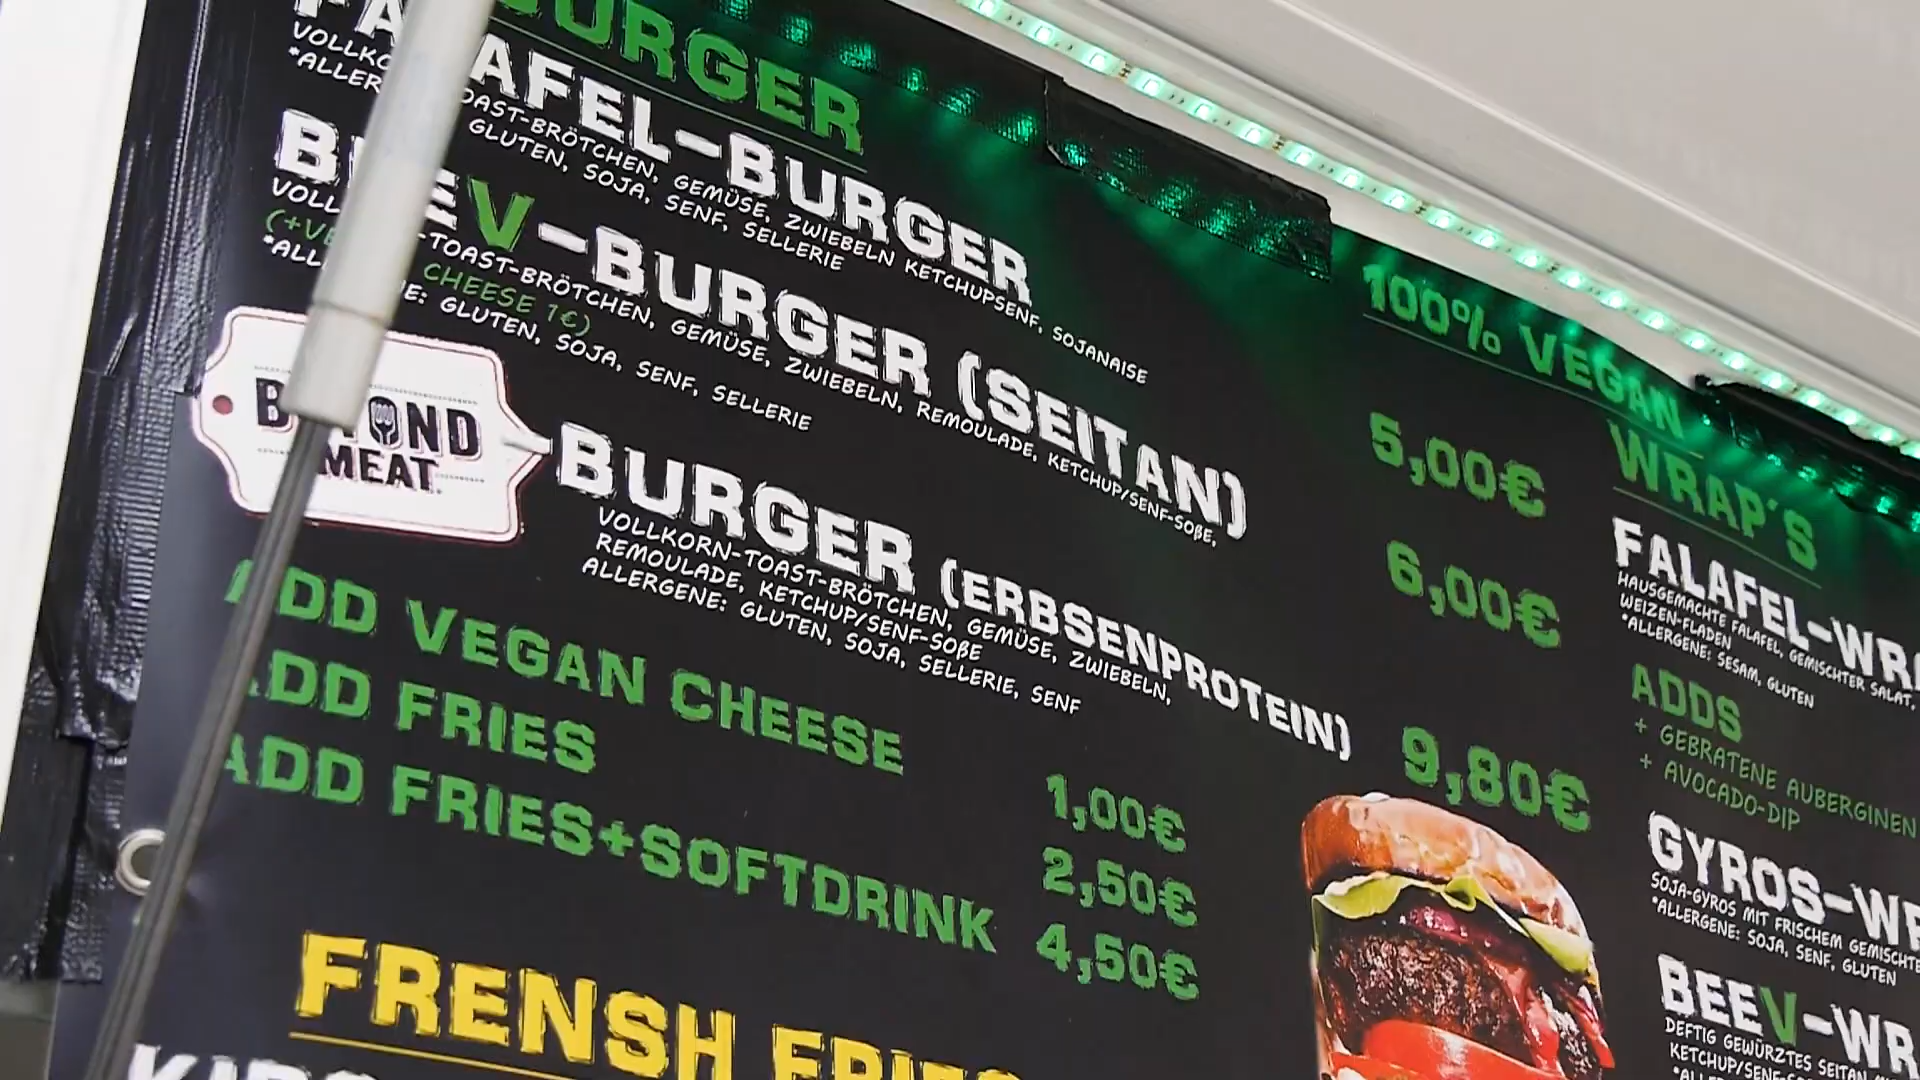 BURGER
FALAFEL-BURGER
TOAST-BRÖTCHEN, GEMÜSE, ZWIEBELN KETCHUPSENF, SOJANAISE
GLUTEN, SOJA, SENF, SELLERIE
BEEV-BURGER (SEITAN)
-TOAST-BRÖTCHEN, GEMÜSE, ZWIEBELN, REMOULADE, KETCHUP/SENF-SOßE,
CHEESE 1€)
GLUTEN, SOJA, SENF, SELLERIE
BEYOND
MEAT
BURGER (ERBSENPROTEIN)
VOLLKORN-TOAST-BRÖTCHEN, GEMÜSE, ZWIEBELN,
REMOULADE, KETCHUP/SENF-SOßE
ALLERGENE: GLUTEN, SOJA, SELLERIE, SENF
5,00€
6,00€
9,80€
ADD VEGAN CHEESE 1,00€
ADD FRIES 2,50€
ADD FRIES+SOFTDRINK 4,50€
FRENSH FRIES
100% VEGAN
WRAP'S
FALAFEL-WRA
HAUSGEMACHTE FALAFEL, GEMISCHTER SALAT,
WEIZEN-FLADEN
*ALLERGENE: SESAM, GLUTEN
ADDS
+ GEBRATENE AUBERGINEN
+ AVOCADO-DIP
GYROS-WR
SOJA-GYROS MIT FRISCHEM GEMISCHTE
*ALLERGENE: SOJA, SENF, GLUTEN
BEEV-WR
DEFTIG GEWÜRZTES SEITAN
KETCHUP/SENF-SO